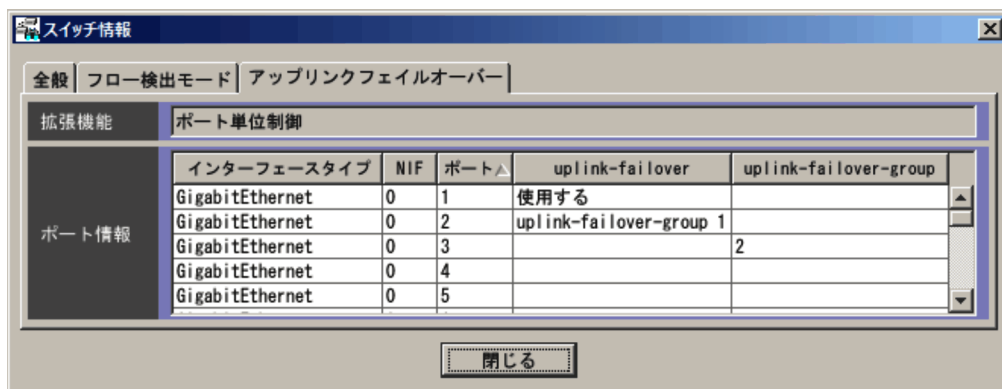 スイッチ情報
全般 フロー検出モード アップリンクフェイルオーバー
拡張機能 ポート単位制御
ポート情報
インターフェースタイプ NIF ポート uplink-failover uplink-failover-group
GigabitEthernet 0 1 使用する
GigabitEthernet 0 2 uplink-failover-group 1
GigabitEthernet 0 3 2
GigabitEthernet 0 4
GigabitEthernet 0 5
閉じる